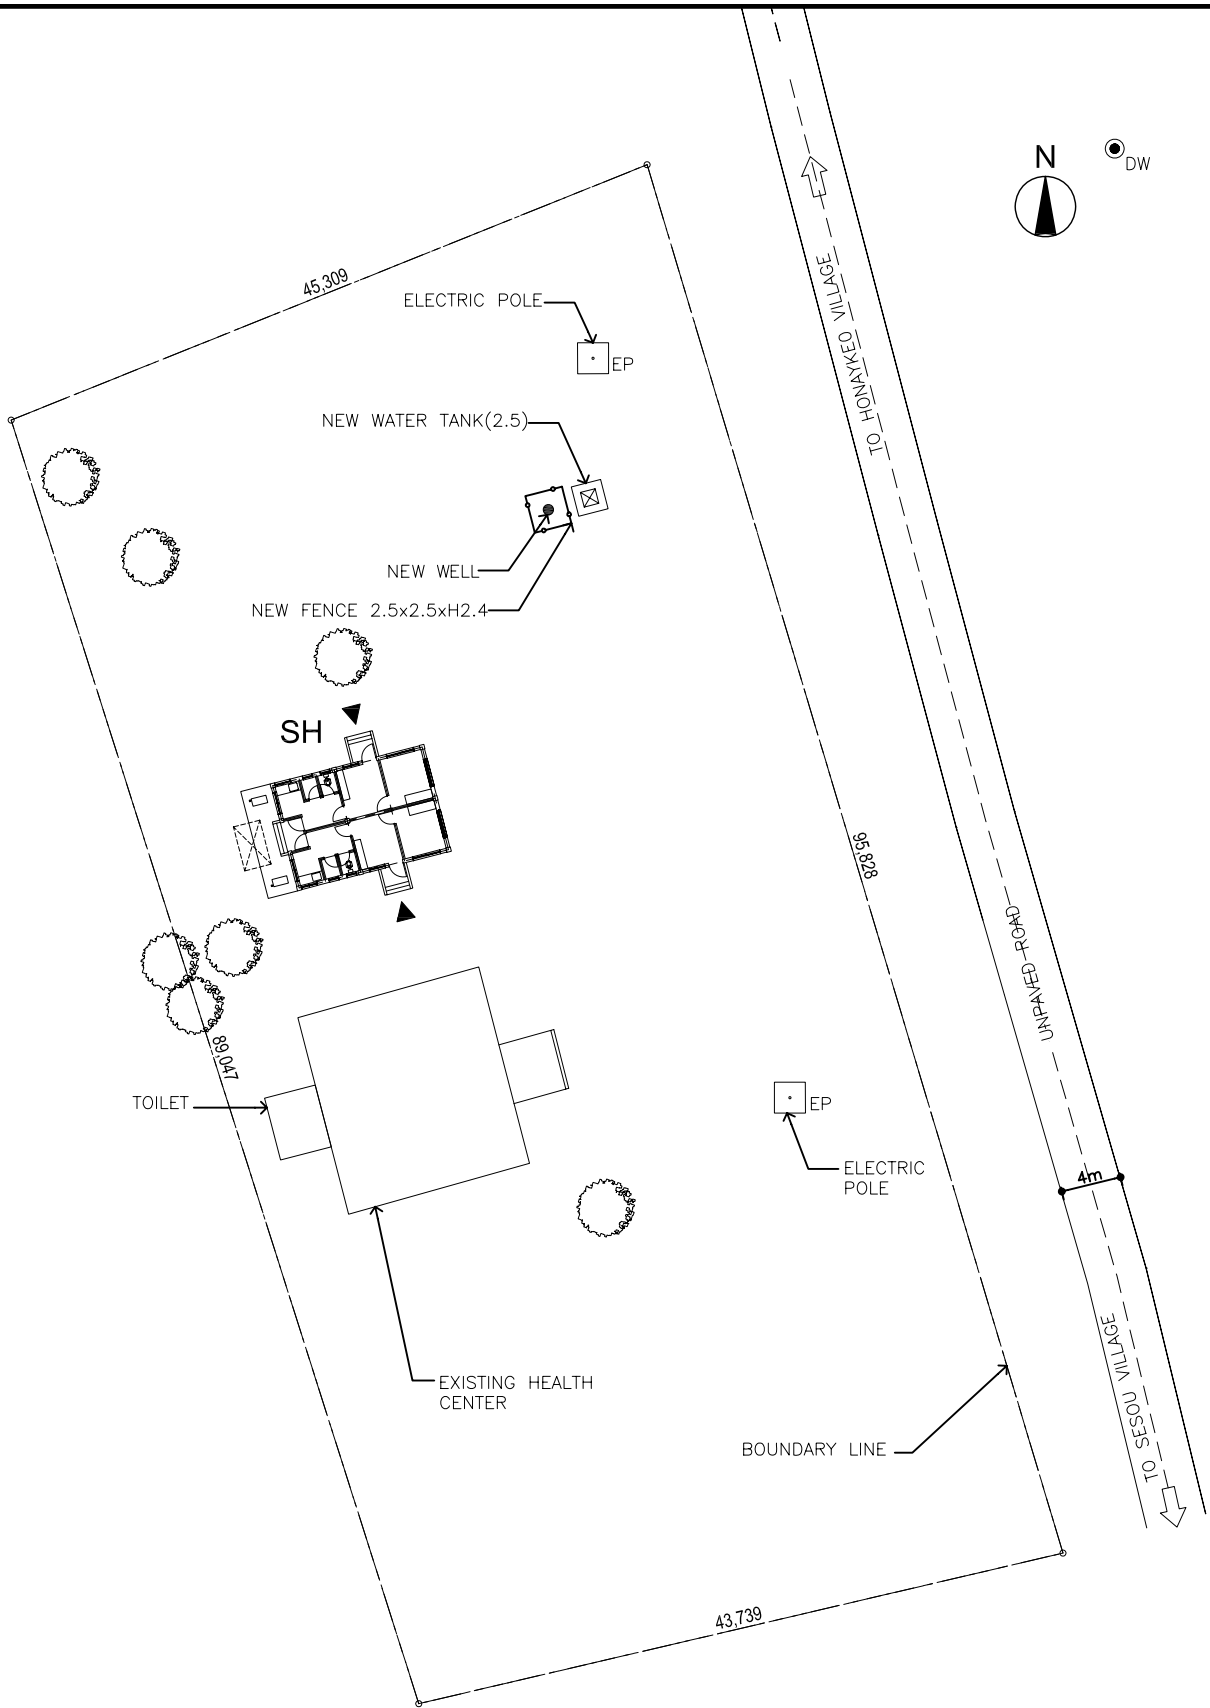 N
DW
45,309
ELECTRIC POLE
EP
TO HONAYKEO VILLAGE
NEW WATER TANK(2.5)
NEW WELL
NEW FENCE 2.5x2.5xH2.4
SH
95,828
UNPAVED ROAD
89,047
TOILET
EP
ELECTRIC
POLE
4m
EXISTING HEALTH
CENTER
TO SESOU VILLAGE
BOUNDARY LINE
43,739